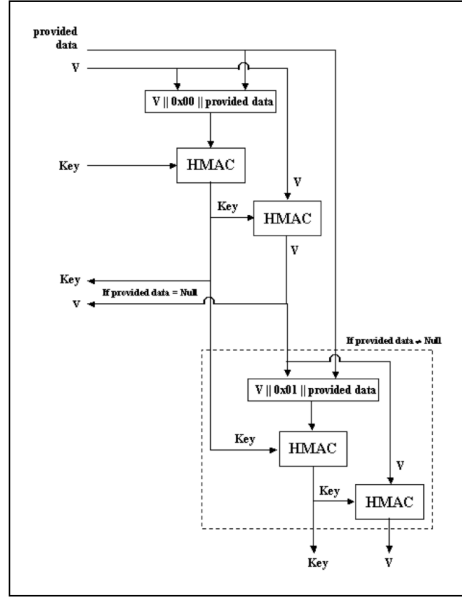 provided
data
V
V || 0x00 || provided data
Key
HMAC
V
Key
HMAC
V
Key
If provided data = Null
V
If provided data ≠ Null
V || 0x01 || provided data
Key
HMAC
V
Key
HMAC
Key
V